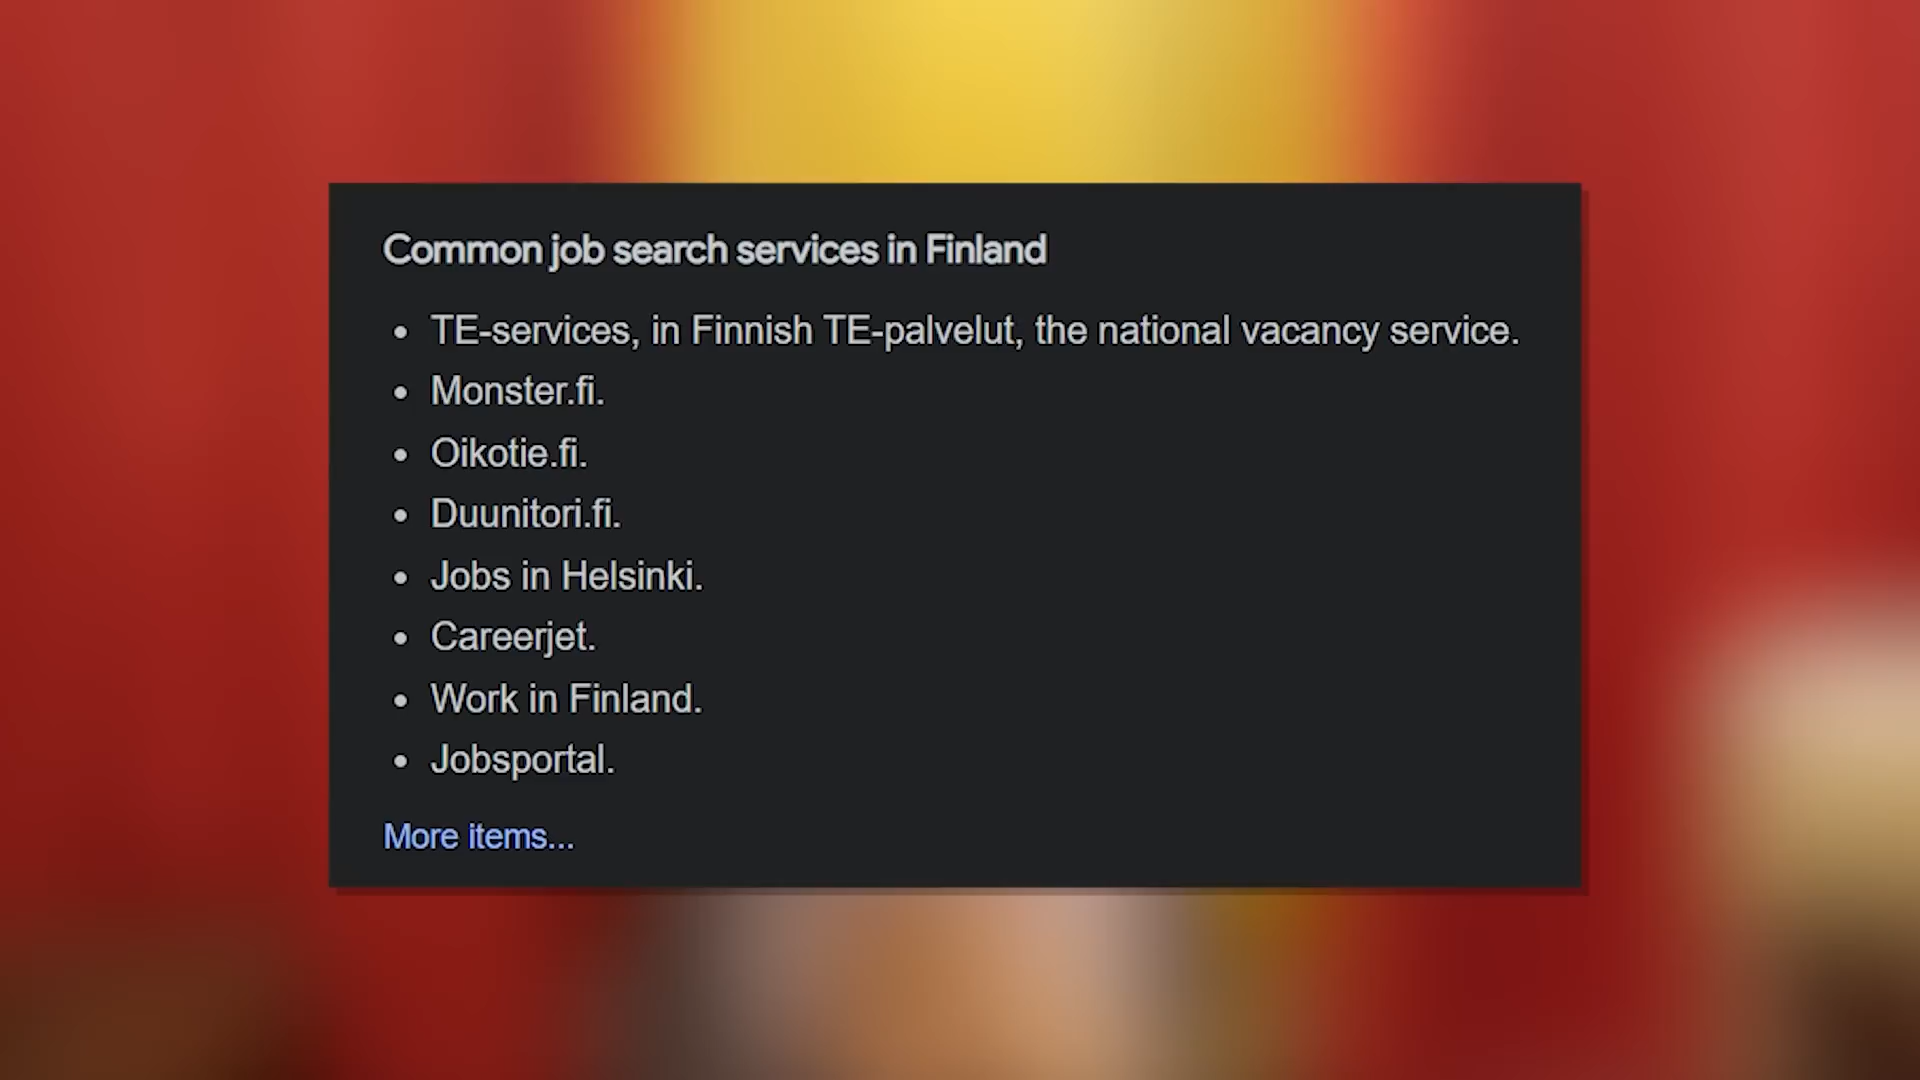 Common job search services in Finland
• TE-services, in Finnish TE-palvelut, the national vacancy service.
• Monster.fi.
• Oikotie.fi.
• Duunitori.fi.
• Jobs in Helsinki.
• Careerjet.
• Work in Finland.
• Jobsportal.
More items...